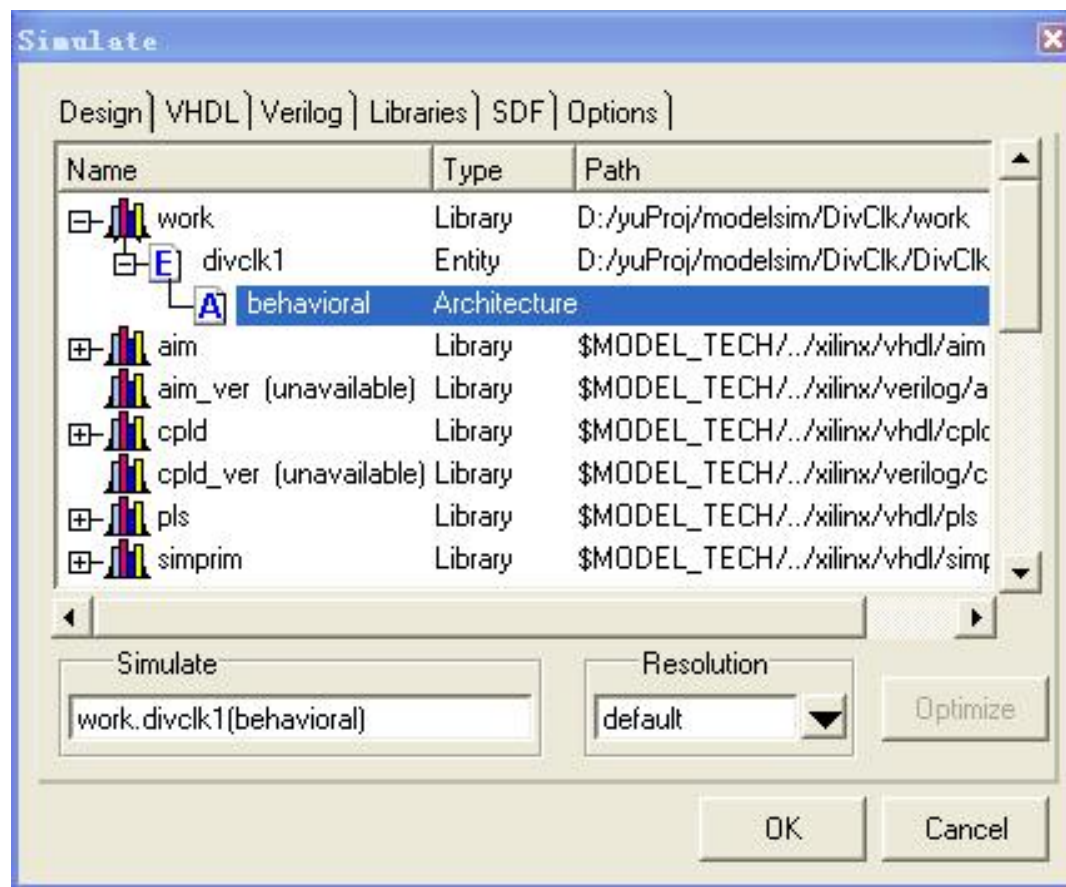 Simulate
Design VHDL Verilog Libraries SDF Options
Name Type Path
work Library D:/yuProj/modelsim/DivClk/work
E divclk1 Entity D:/yuProj/modelsim/DivClk/DivClk
A behavioral Architecture
aim Library $MODEL_TECH/../xilinx/vhdl/aim
aim_ver (unavailable) Library $MODEL_TECH/../xilinx/verilog/a
cpld Library $MODEL_TECH/../xilinx/vhdl/cpld
cpld_ver (unavailable) Library $MODEL_TECH/../xilinx/verilog/c
pls Library $MODEL_TECH/../xilinx/vhdl/pls
simprim Library $MODEL_TECH/../xilinx/vhdl/simp
Simulate Resolution
work.divclk1(behavioral) default Optimize
OK Cancel